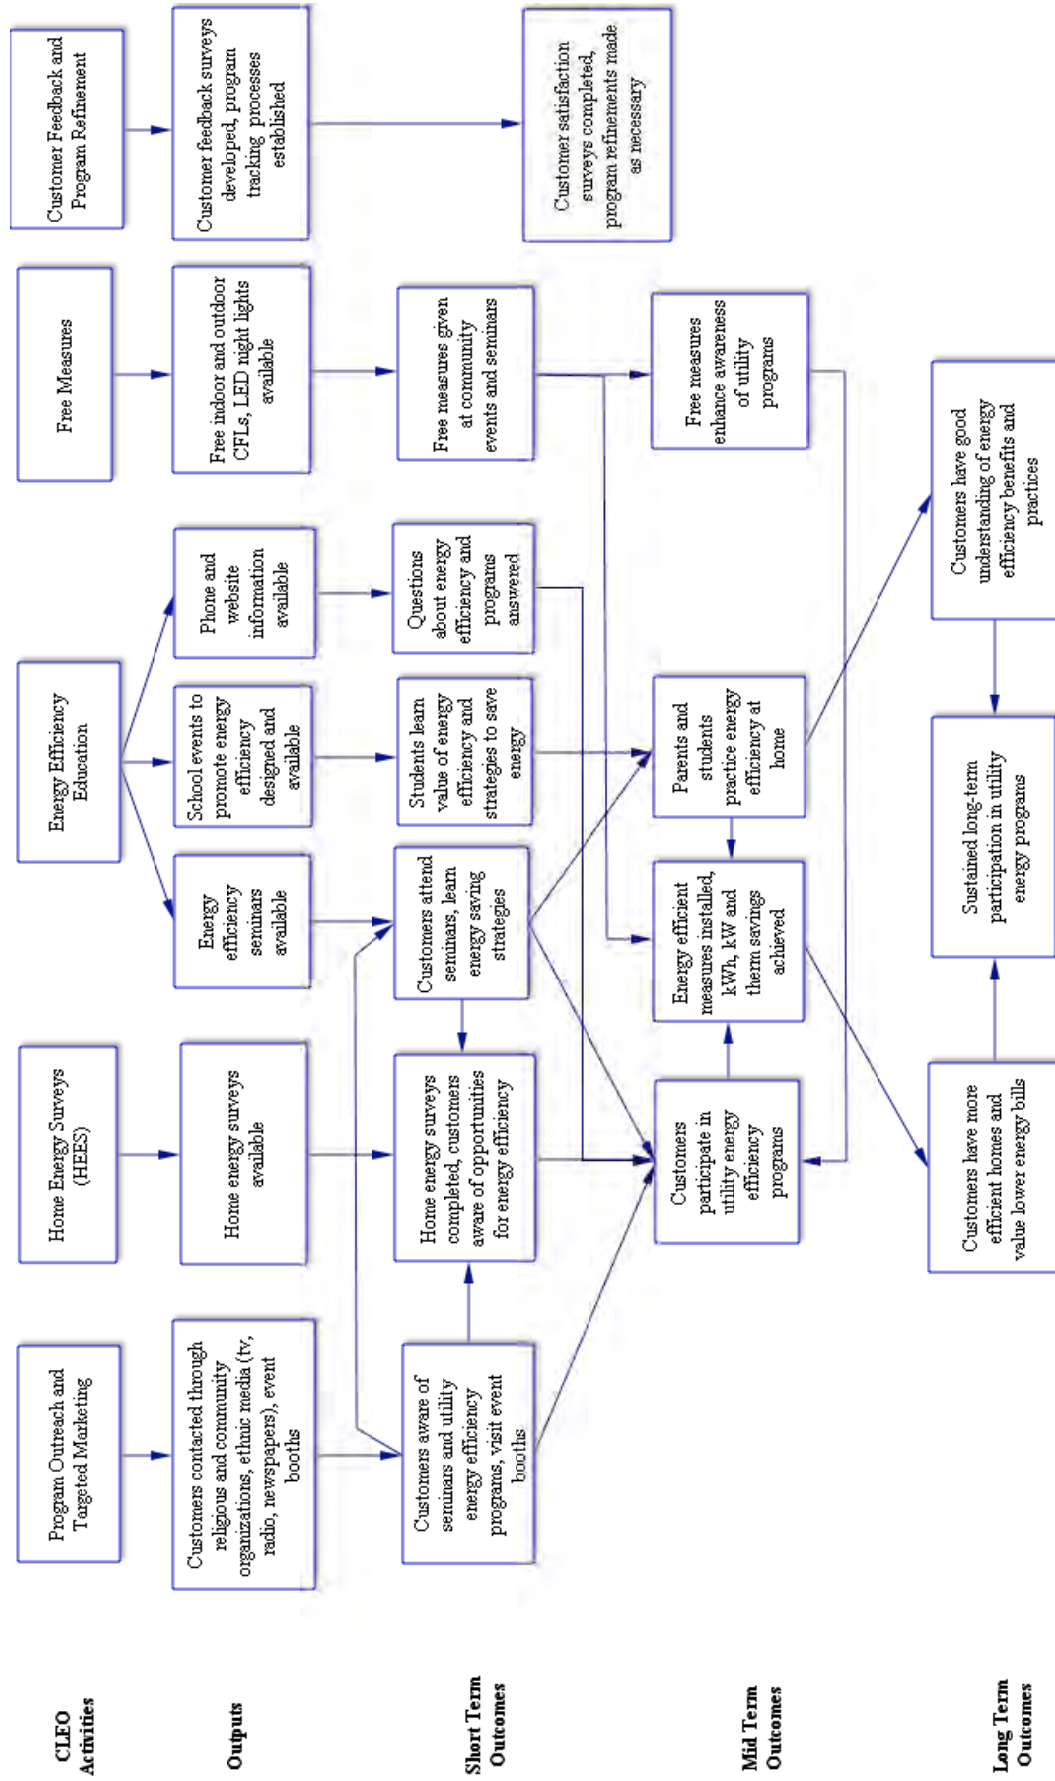 CLEO
Activities
Program Outreach and
Targeted Marketing
Home Energy Surveys
(HEES)
Energy Efficiency
Education
Free Measures
Customer Feedback and
Program Refinement
Outputs
Customers contacted through
religious and community
organizations, ethnic media (tv,
radio, newspapers), event
booths
Home energy surveys
available
Energy
efficiency
seminars
available
School events to
promote energy
efficiency
designed and
available
Phone and
website
information
available
Free indoor and outdoor
CFLs, LED night lights
available
Customer feedback surveys
developed, program
tracking processes
established
Short Term
Outcomes
Customers aware of
seminars and utility
energy efficiency
programs, visit event
booths
Home energy surveys
completed, customers
aware of opportunities
for energy efficiency
Customers attend
seminars, learn
energy saving
strategies
Students learn
value of energy
efficiency and
strategies to save
energy
Questions
about energy
efficiency and
programs
answered
Free measures given
at community
events and seminars
Customer satisfaction
surveys completed,
program refinements made
as necessary
Mid Term
Outcomes
Customers
participate in
utility energy
efficiency
programs
Energy efficient
measures installed,
kWh, kW and
therm savings
achieved
Parents and
students
practice energy
efficiency at
home
Free measures
enhance awareness
of utility
programs
Long Term
Outcomes
Customers have more
efficient homes and
value lower energy bills
Sustained long-term
participation in utility
energy programs
Customers have good
understanding of energy
efficiency benefits and
practices